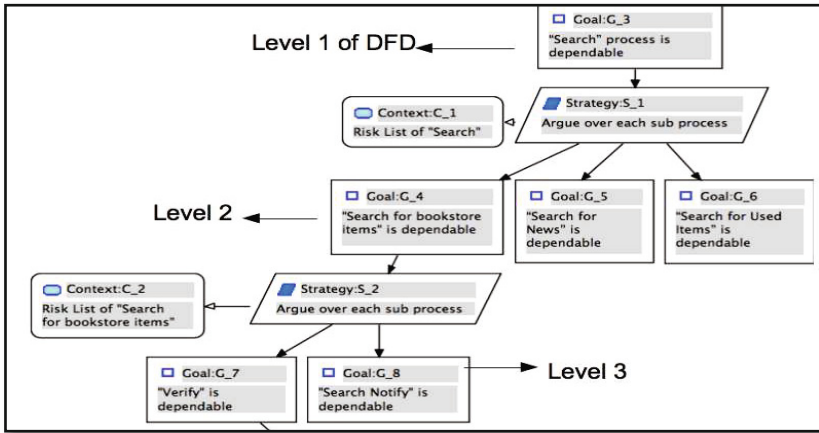 Goal:G_3
"Search" process is
dependable
Level 1 of DFD
Strategy:S_1
Argue over each sub process
Context:C_1
Risk List of "Search"
Goal:G_4
"Search for bookstore
items" is dependable
Goal:G_5
"Search for
News" is
dependable
Goal:G_6
"Search for Used
Items" is
dependable
Level 2
Context:C_2
Risk List of "Search
for bookstore items"
Strategy:S_2
Argue over each sub process
Goal:G_7
"Verify" is
dependable
Goal:G_8
"Search Notify" is
dependable
Level 3